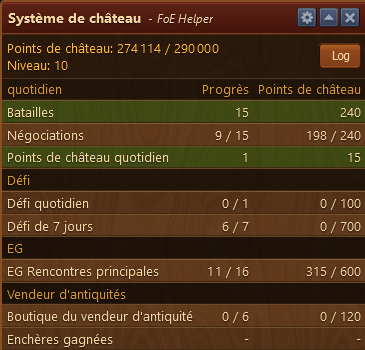 Système de château - FoE Helper
Points de château: 274 114 / 290 000
Niveau: 10
Log
quotidien Progrès Points de château
Batailles 15 240
Négociations 9 / 15 198 / 240
Points de château quotidien 1 15
Défi
Défi quotidien 0 / 1 0 / 100
Défi de 7 jours 6 / 7 0 / 700
EG
EG Rencontres principales 11 / 16 315 / 600
Vendeur d'antiquités
Boutique du vendeur d'antiquité 0 / 6 0 / 120
Enchères gagnées - -